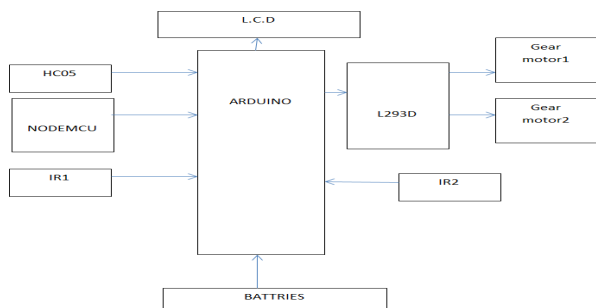 L.C.D
HC05
NODEMCU
IR1
ARDUINO
L293D
Gear
motor1
Gear
motor2
IR2
BATTRIES